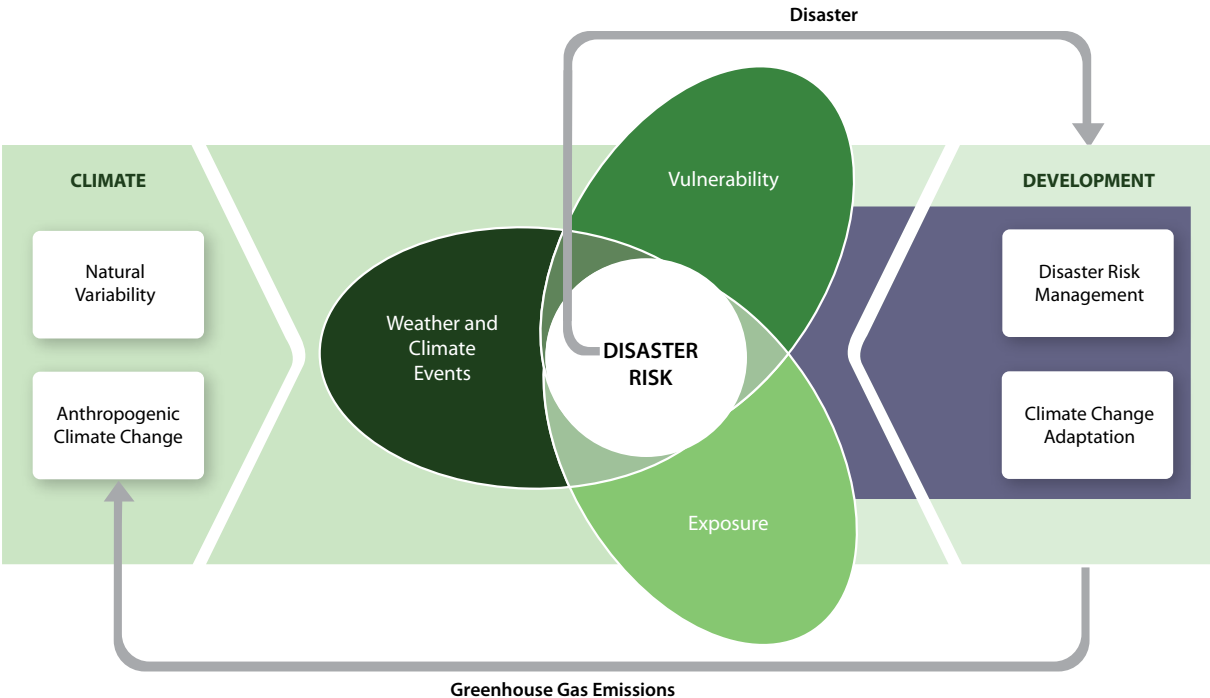 Disaster
CLIMATE
Natural
Variability
Anthropogenic
Climate Change
Weather and
Climate
Events
Vulnerability
DISASTER
RISK
Exposure
DEVELOPMENT
Disaster Risk
Management
Climate Change
Adaptation
Greenhouse Gas Emissions